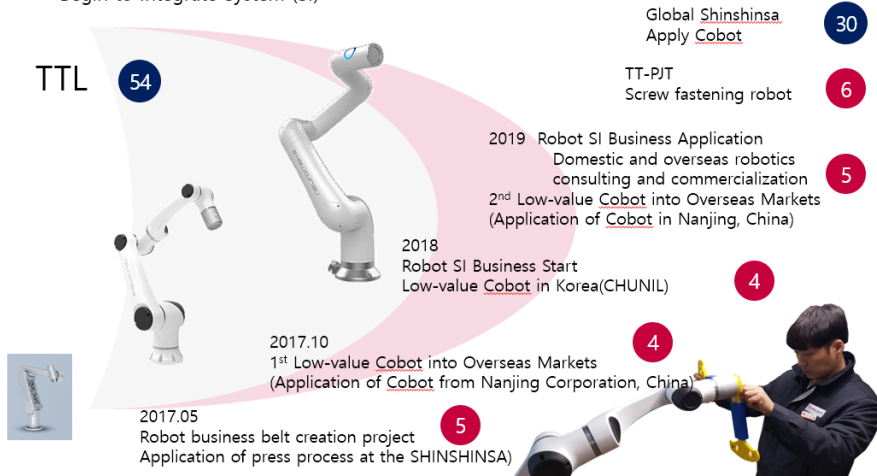 Begin to Integrate System (SI)
Global Shinshinsa
Apply Cobot
30
TTL
54
TT-PJT
Screw fastening robot
6
2019 Robot SI Business Application
Domestic and overseas robotics
consulting and commercialization
5
2nd Low-value Cobot into Overseas Markets
(Application of Cobot in Nanjing, China)
2018
Robot SI Business Start
Low-value Cobot in Korea(CHUNIL)
4
2017.10
1st Low-value Cobot into Overseas Markets
(Application of Cobot from Nanjing Corporation, China)
4
2017.05
Robot business belt creation project
Application of press process at the SHINSHINSA)
5